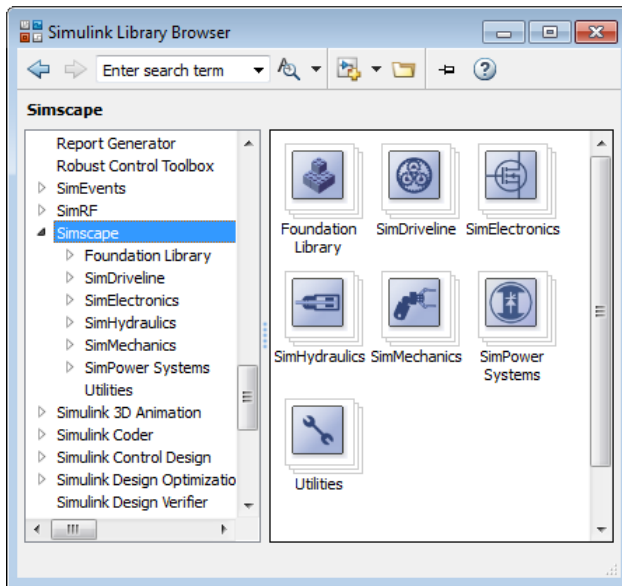 Simulink Library Browser
Enter search term
Simscape
Report Generator
Robust Control Toolbox
SimEvents
SimRF
Simscape
Foundation Library
SimDriveline
SimElectronics
SimHydraulics
SimMechanics
SimPower Systems
Utilities
Simulink 3D Animation
Simulink Coder
Simulink Control Design
Simulink Design Optimizatio
Simulink Design Verifier
Foundation
Library
SimDriveline
SimElectronics
SimHydraulics
SimMechanics
SimPower
Systems
Utilities